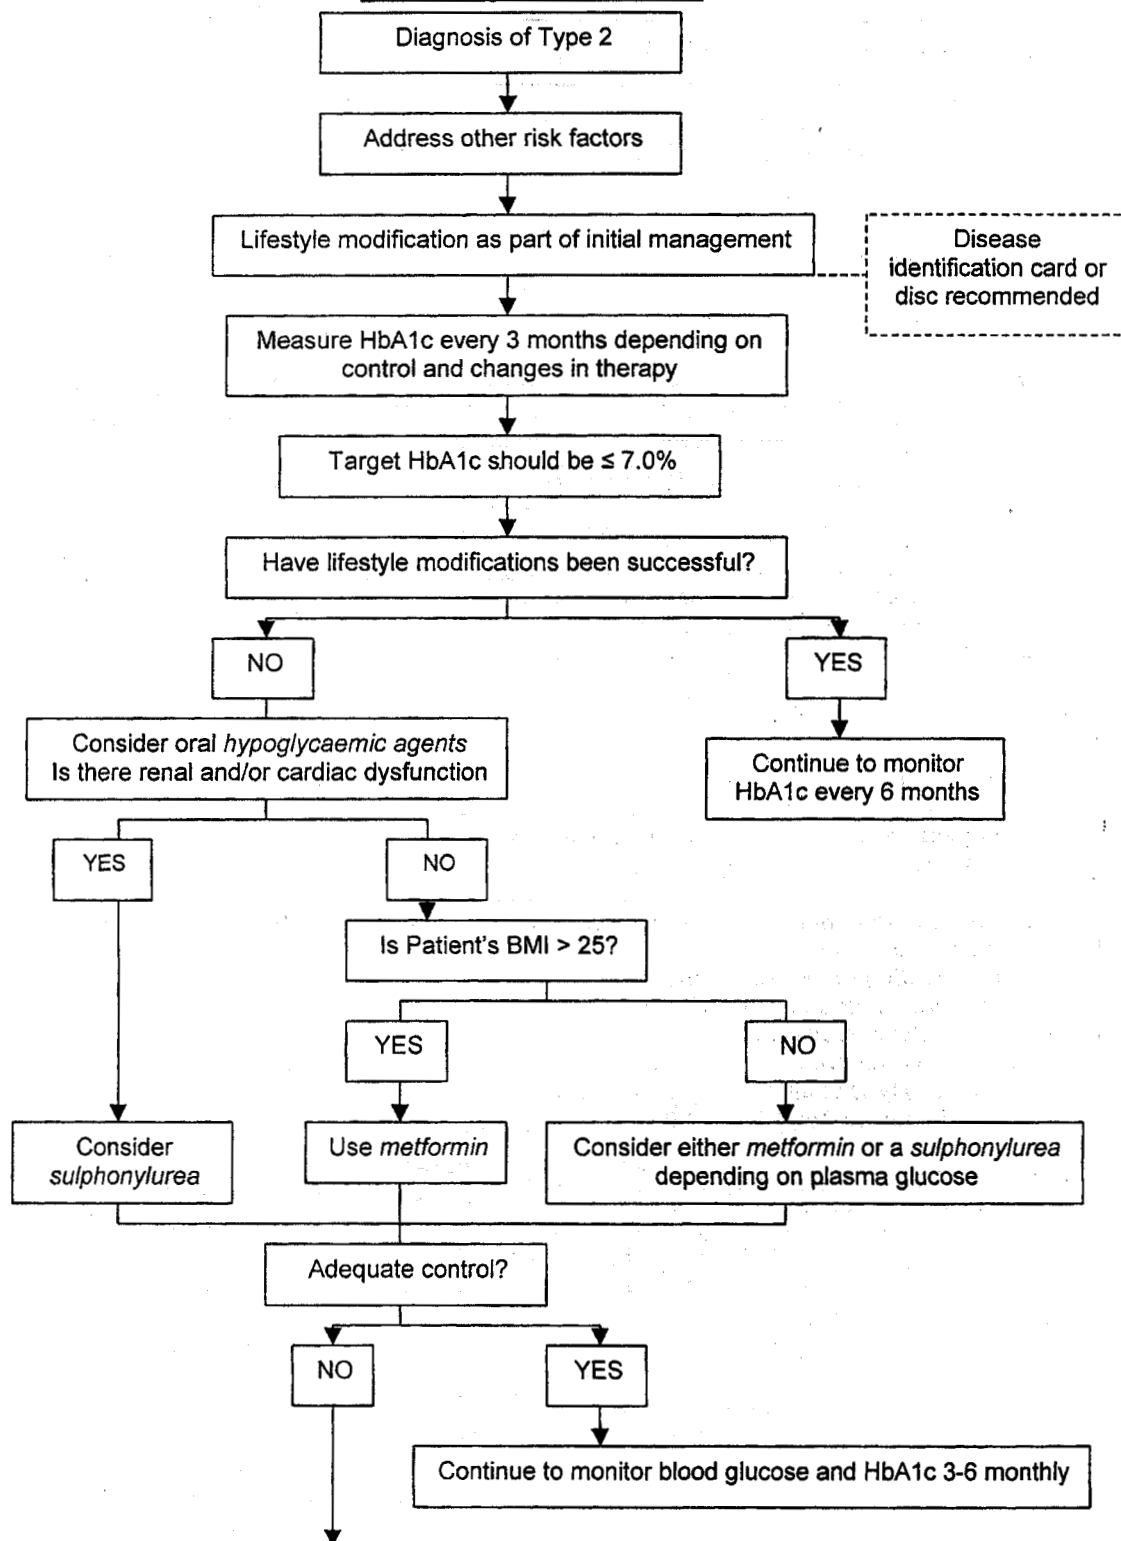 Diagnosis of Type 2
Address other risk factors
Lifestyle modification as part of initial management
Disease
identification card or
disc recommended
Measure HbA1c every 3 months depending on
control and changes in therapy
Target HbA1c should be ≤ 7.0%
Have lifestyle modifications been successful?
NO
YES
Consider oral hypoglycaemic agents
Is there renal and/or cardiac dysfunction
Continue to monitor
HbA1c every 6 months
YES
NO
Is Patient's BMI > 25?
YES
NO
Consider
sulphonylurea
Use metformin
Consider either metformin or a sulphonylurea
depending on plasma glucose
Adequate control?
NO
YES
Continue to monitor blood glucose and HbA1c 3-6 monthly